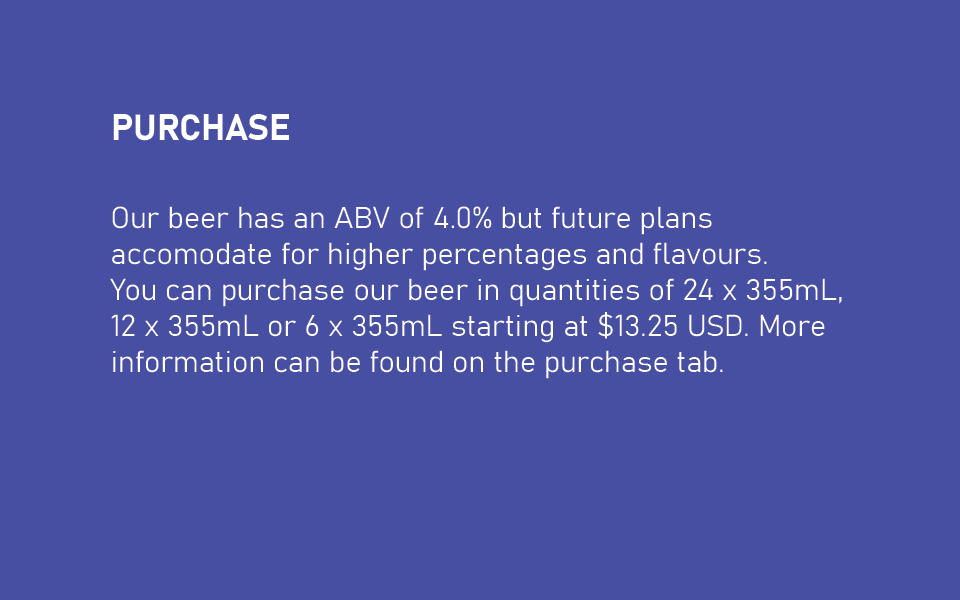 PURCHASE
Our beer has an ABV of 4.0% but future plans
accomodate for higher percentages and flavours.
You can purchase our beer in quantities of 24 x 355mL,
12 x 355mL or 6 x 355mL starting at $13.25 USD. More
information can be found on the purchase tab.